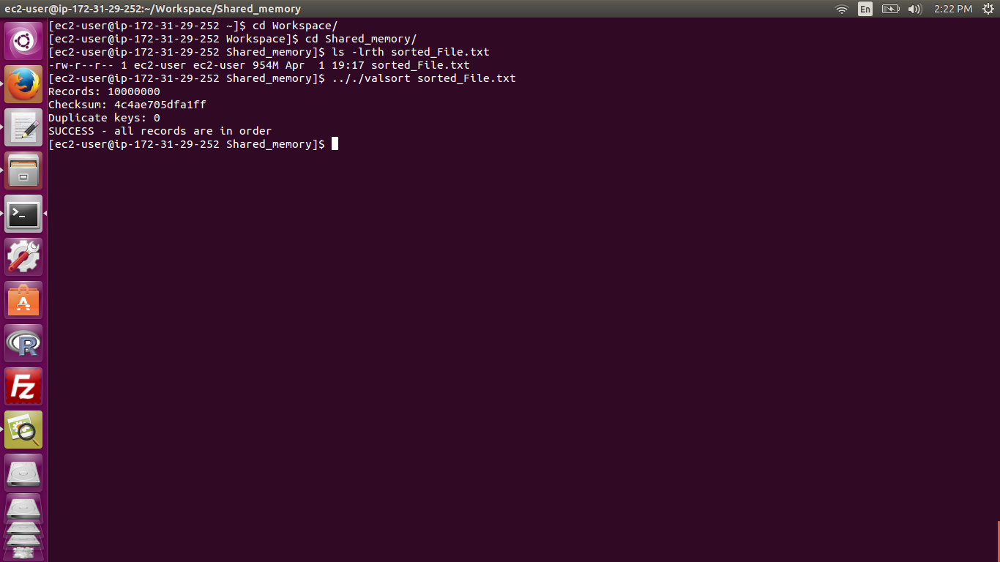 ec2-user@ip-172-31-29-252:~/Workspace/Shared_memory
En
2:22 PM
[ec2-user@ip-172-31-29-252 ~]$ cd Workspace/
[ec2-user@ip-172-31-29-252 Workspace]$ cd Shared_memory/
[ec2-user@ip-172-31-29-252 Shared_memory]$ ls -lrth sorted_File.txt
-rw-r--r-- 1 ec2-user ec2-user 954M Apr  1 19:17 sorted_File.txt
[ec2-user@ip-172-31-29-252 Shared_memory]$ .././valsort sorted_File.txt
Records: 10000000
Checksum: 4c4ae705dfa1ff
Duplicate keys: 0
SUCCESS - all records are in order
[ec2-user@ip-172-31-29-252 Shared_memory]$
>_
A
R
Fz